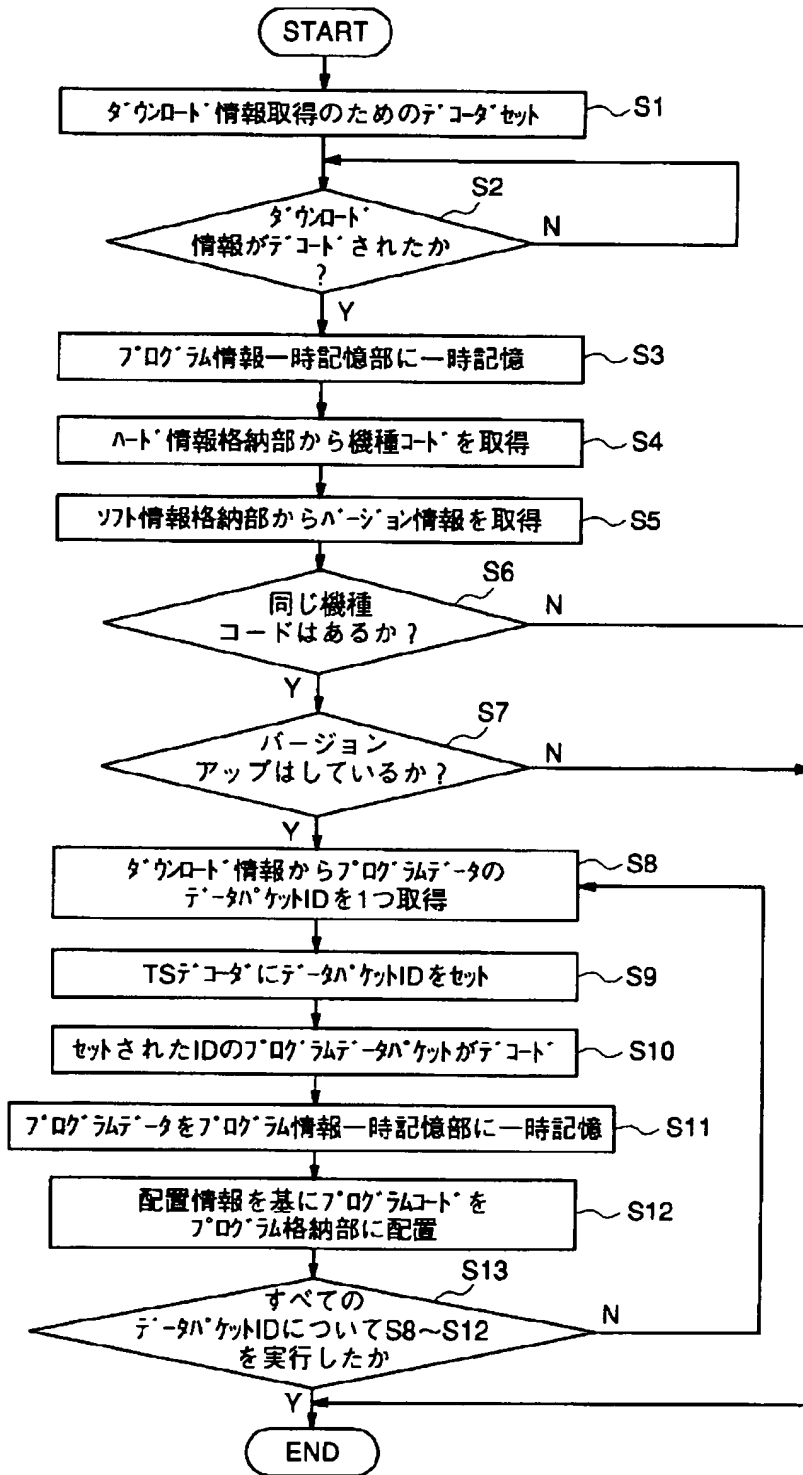 START
ダウンロード情報取得のためのデコーダセット
S1
S2
ダウンロード
情報がデコードされたか
?
N
Y
プログラム情報一時記憶部に一時記憶
S3
ハード情報格納部から機種コードを取得
S4
ソフト情報格納部からバージョン情報を取得
S5
S6
同じ機種
コードはあるか?
N
Y
S7
バージョン
アップはしているか?
N
Y
ダウンロード情報からプログラムデータの
データパケットIDを1つ取得
S8
TSデコーダにデータパケットIDをセット
S9
セットされたIDのプログラムデータパケットがデコード
S10
プログラムデータをプログラム情報一時記憶部に一時記憶
S11
配置情報を基にプログラムコードを
プログラム格納部に配置
S12
S13
すべての
データパケットIDについてS8~S12
を実行したか
N
Y
END